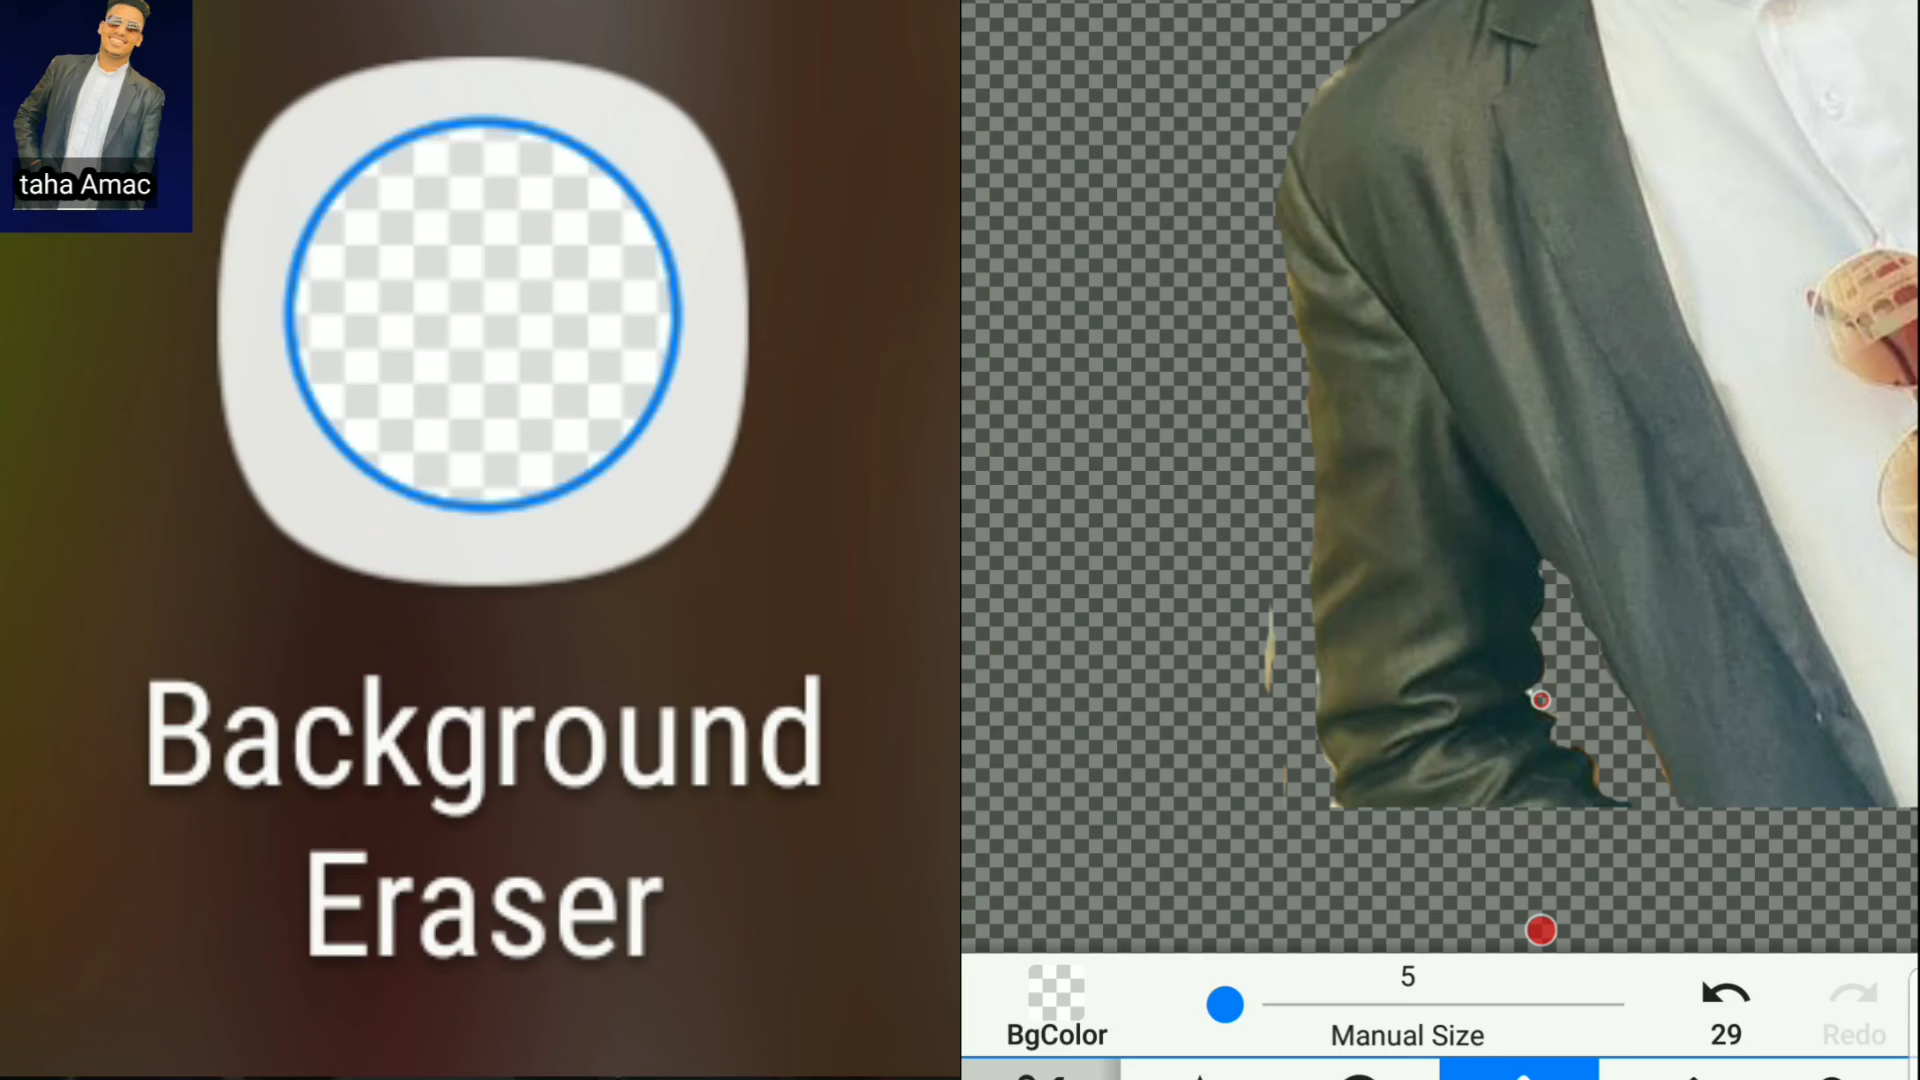 taha Amac
Background
Eraser
5
BgColor
Manual Size
29
Redo